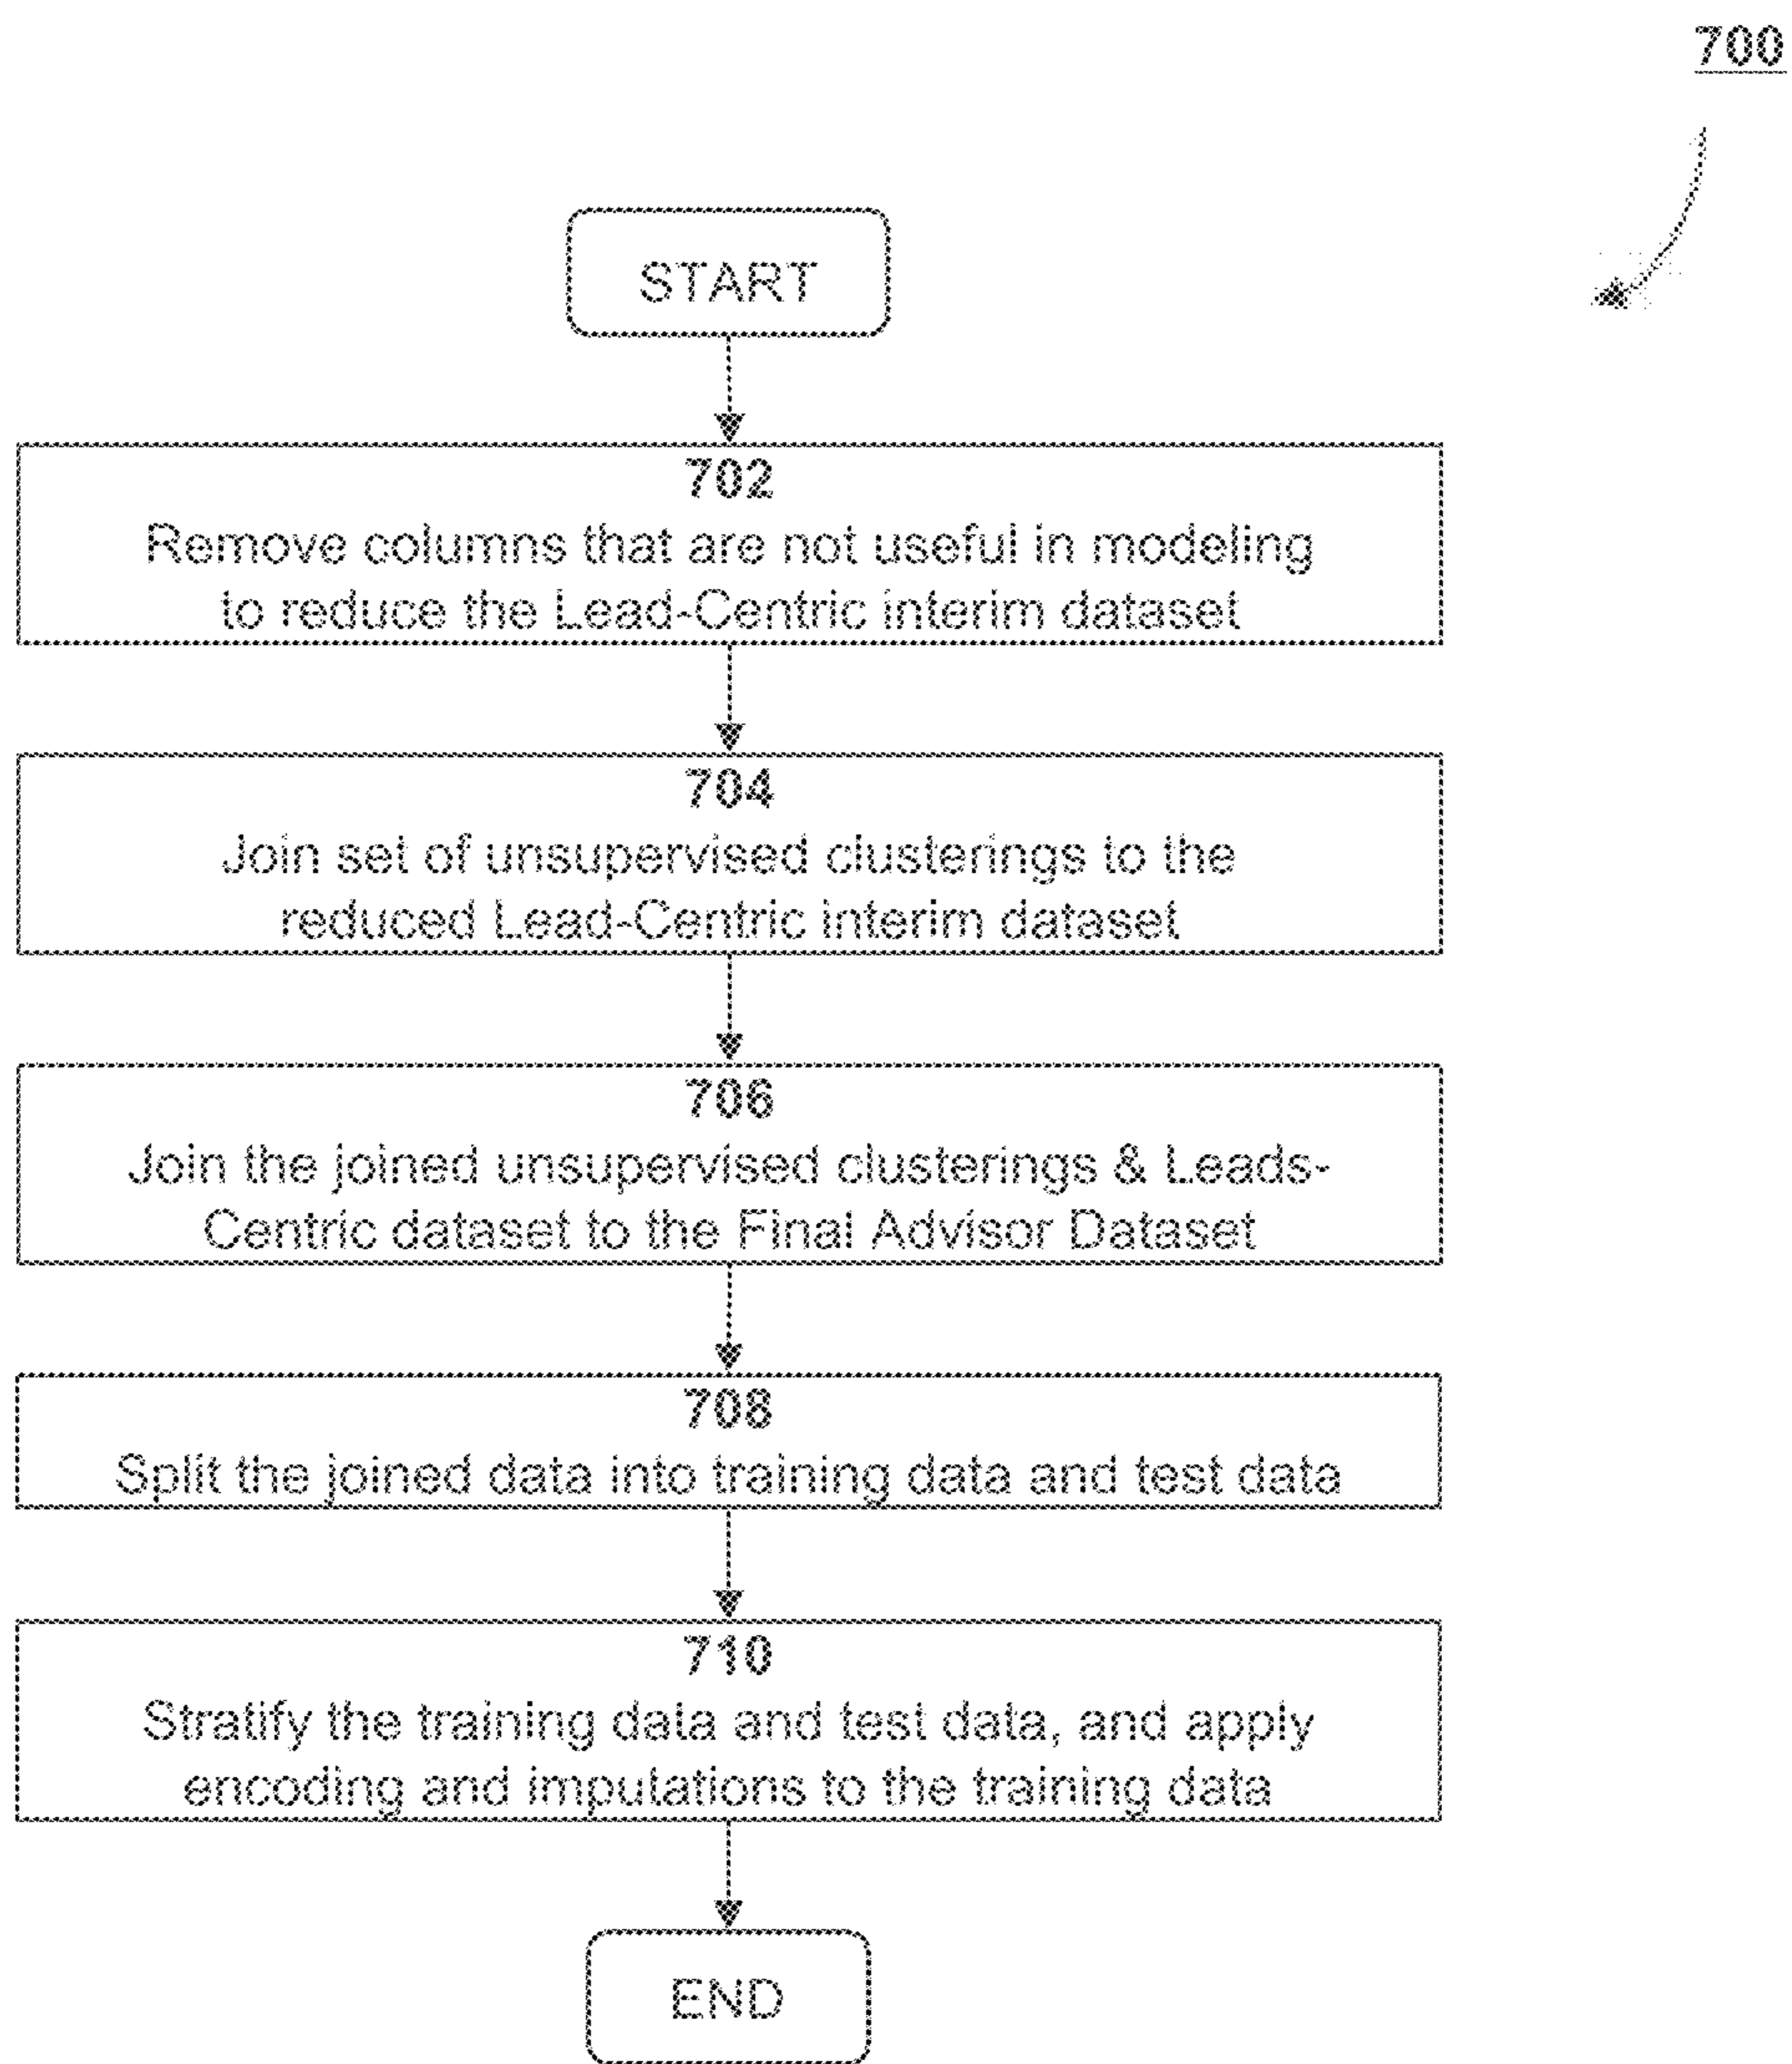 700
START
702
Remove columns that are not useful in modeling
to reduce the Lead-Centric interim dataset
704
Join set of unsupervised clusterings to the
reduced Lead-Centric interim dataset
706
Join the joined unsupervised clusterings & Leads-
Centric dataset to the Final Advisor Dataset
708
Split the joined data into training data and test data
710
Stratify the training data and test data, and apply
encoding and imputations to the training data
END